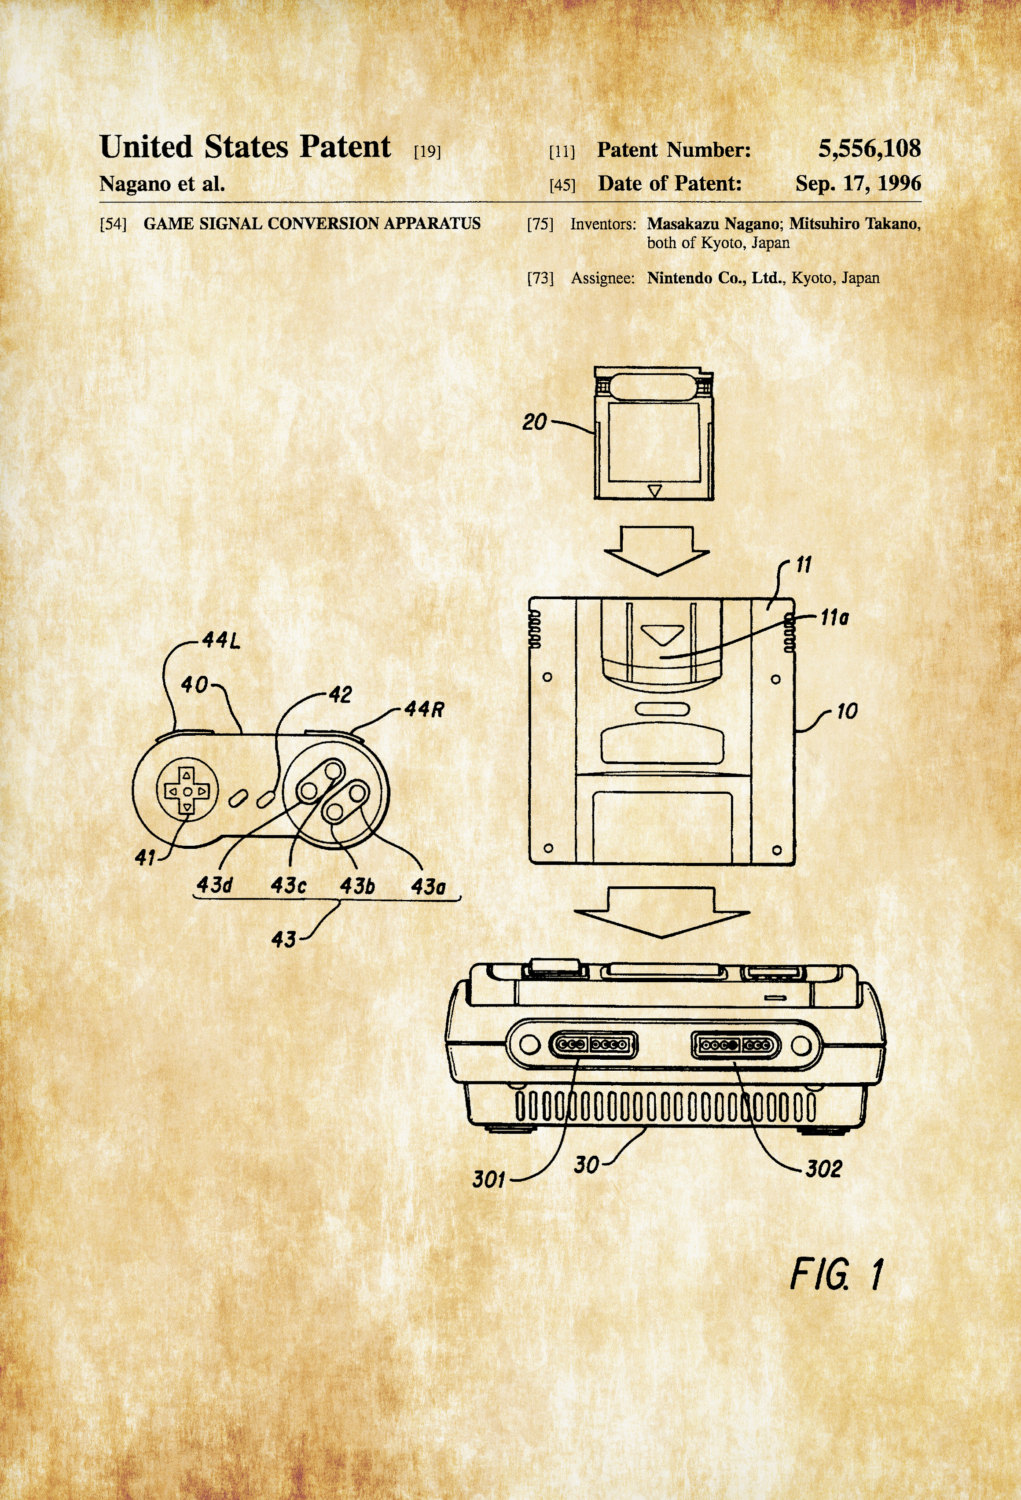 United States Patent [19]
Nagano et al.
[11] Patent Number: 5,556,108
[45] Date of Patent: Sep. 17, 1996
[54] GAME SIGNAL CONVERSION APPARATUS
[75] Inventors: Masakazu Nagano; Mitsuhiro Takano,
both of Kyoto, Japan
[73] Assignee: Nintendo Co., Ltd., Kyoto, Japan
20
11
11a
10
44L
40
42
44R
41
43d 43c 43b 43a
43
301
30
302
FIG. 1